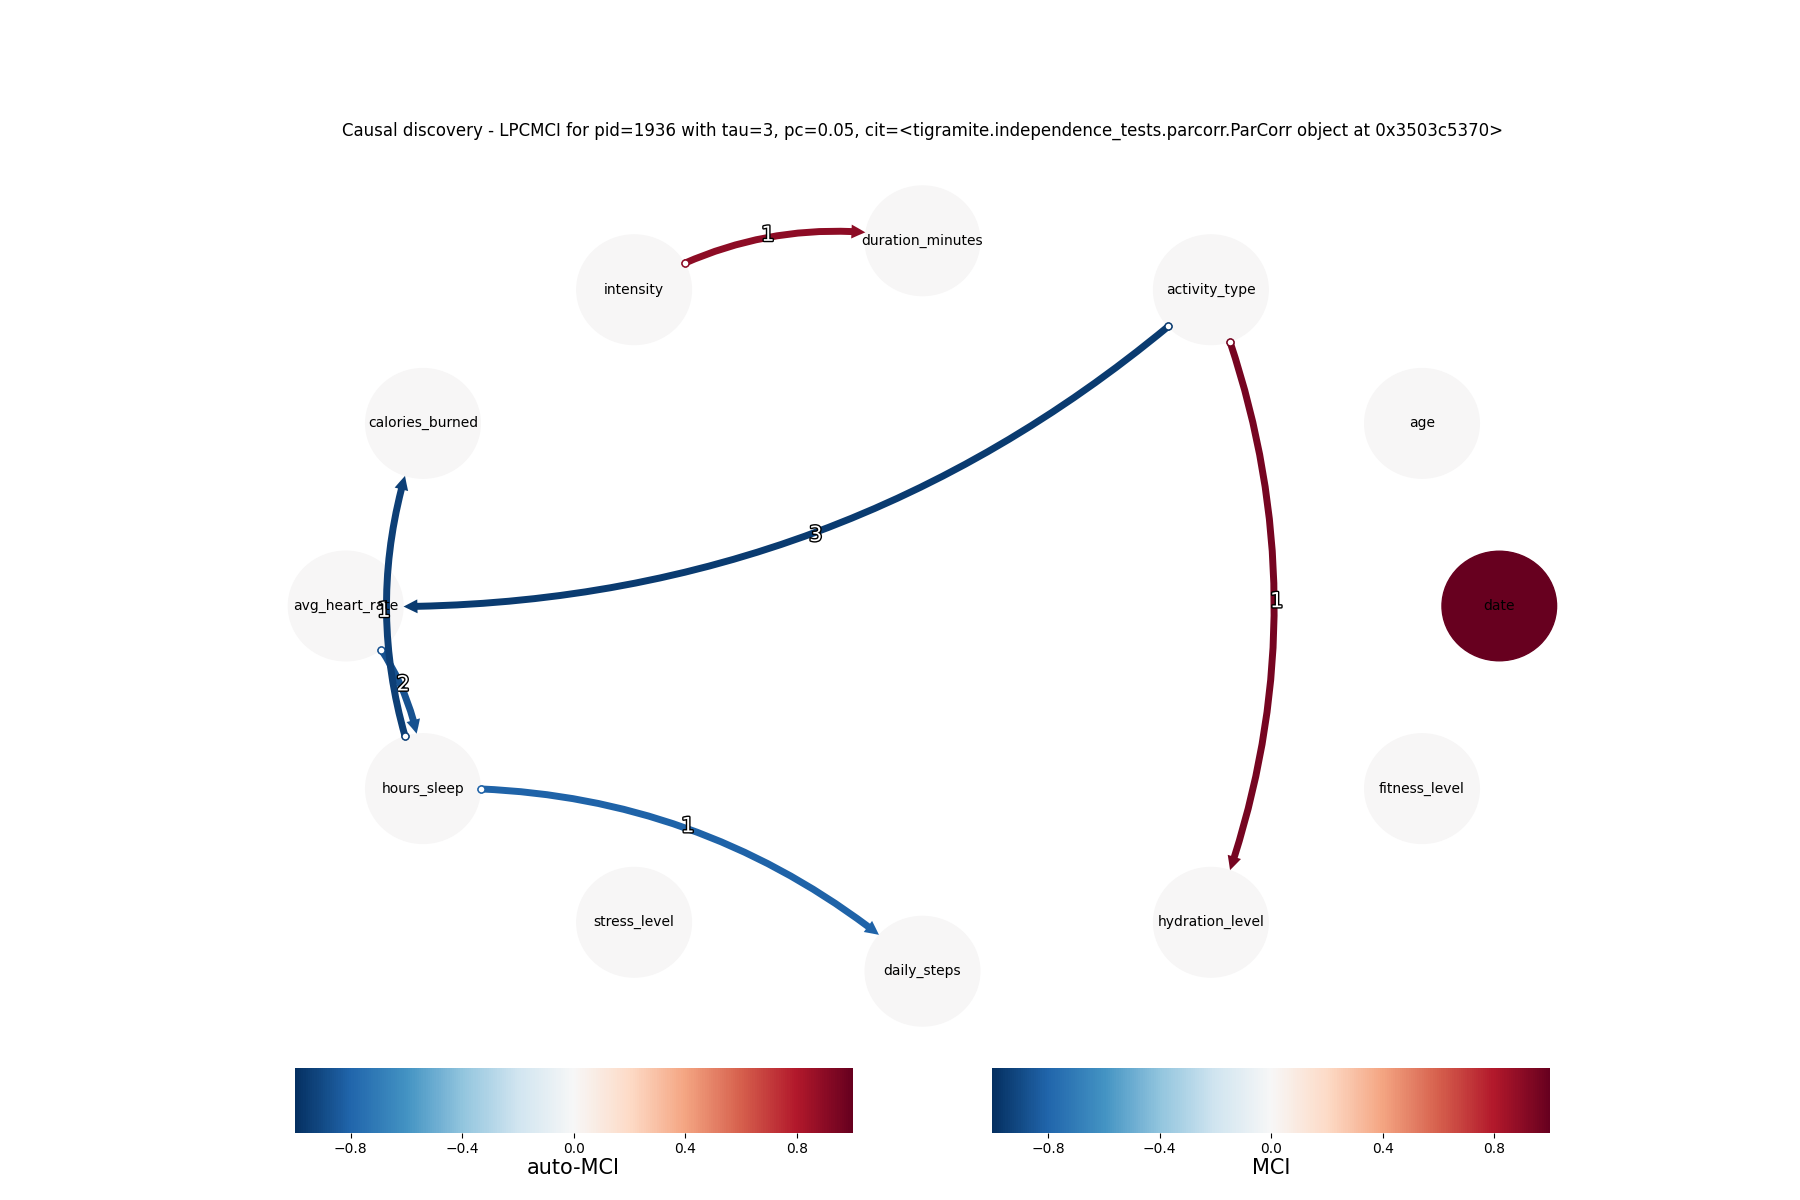 Causal discovery - LPCMCI for pid=1936 with tau=3, pc=0.05, cit=<tigramite.independence_tests.parcorr.ParCorr object at 0x3503c5370>
1
duration_minutes
intensity
activity_type
calories_burned
age
3
avg_heart_rate
1
1
date
2
hours_sleep
fitness_level
1
stress_level
hydration_level
daily_steps
−0.8 −0.4 0.0 0.4 0.8
auto-MCI
−0.8 −0.4 0.0 0.4 0.8
MCI